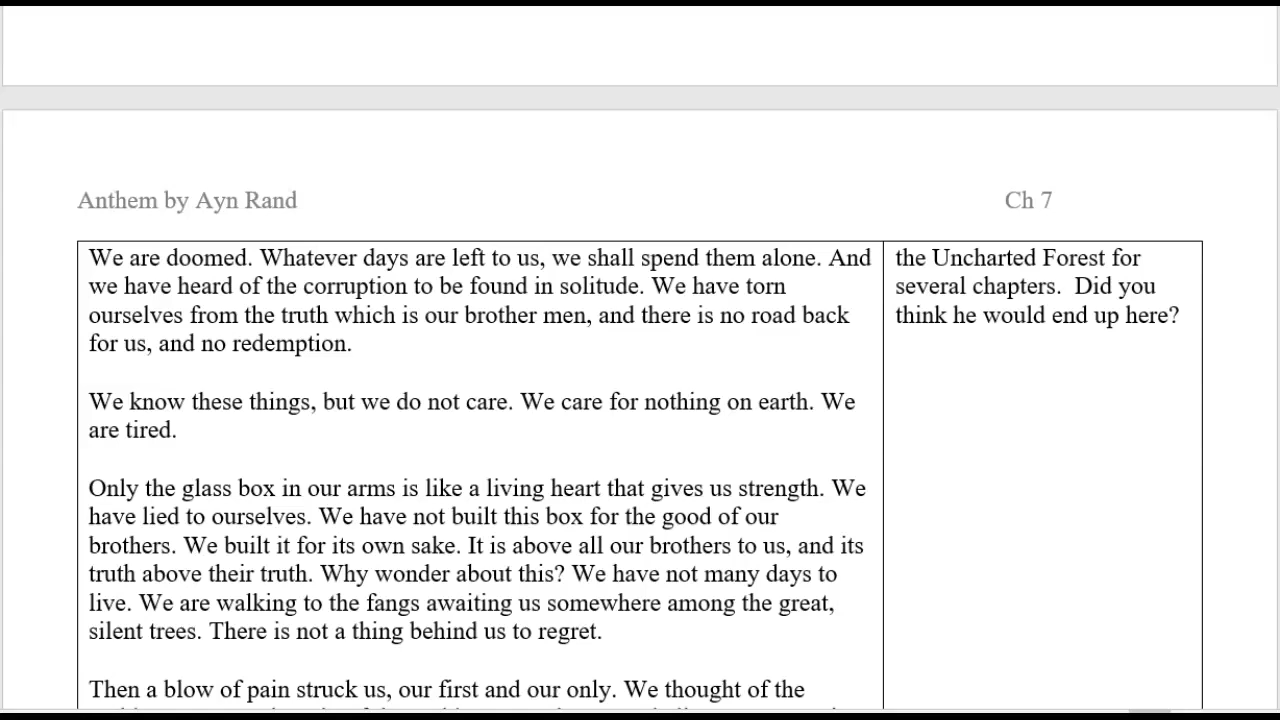 Anthem by Ayn Rand Ch 7
We are doomed. Whatever days are left to us, we shall spend them alone. And
we have heard of the corruption to be found in solitude. We have torn
ourselves from the truth which is our brother men, and there is no road back
for us, and no redemption.
We know these things, but we do not care. We care for nothing on earth. We
are tired.
Only the glass box in our arms is like a living heart that gives us strength. We
have lied to ourselves. We have not built this box for the good of our
brothers. We built it for its own sake. It is above all our brothers to us, and its
truth above their truth. Why wonder about this? We have not many days to
live. We are walking to the fangs awaiting us somewhere among the great,
silent trees. There is not a thing behind us to regret.
Then a blow of pain struck us, our first and our only. We thought of the
the Uncharted Forest for
several chapters.  Did you
think he would end up here?